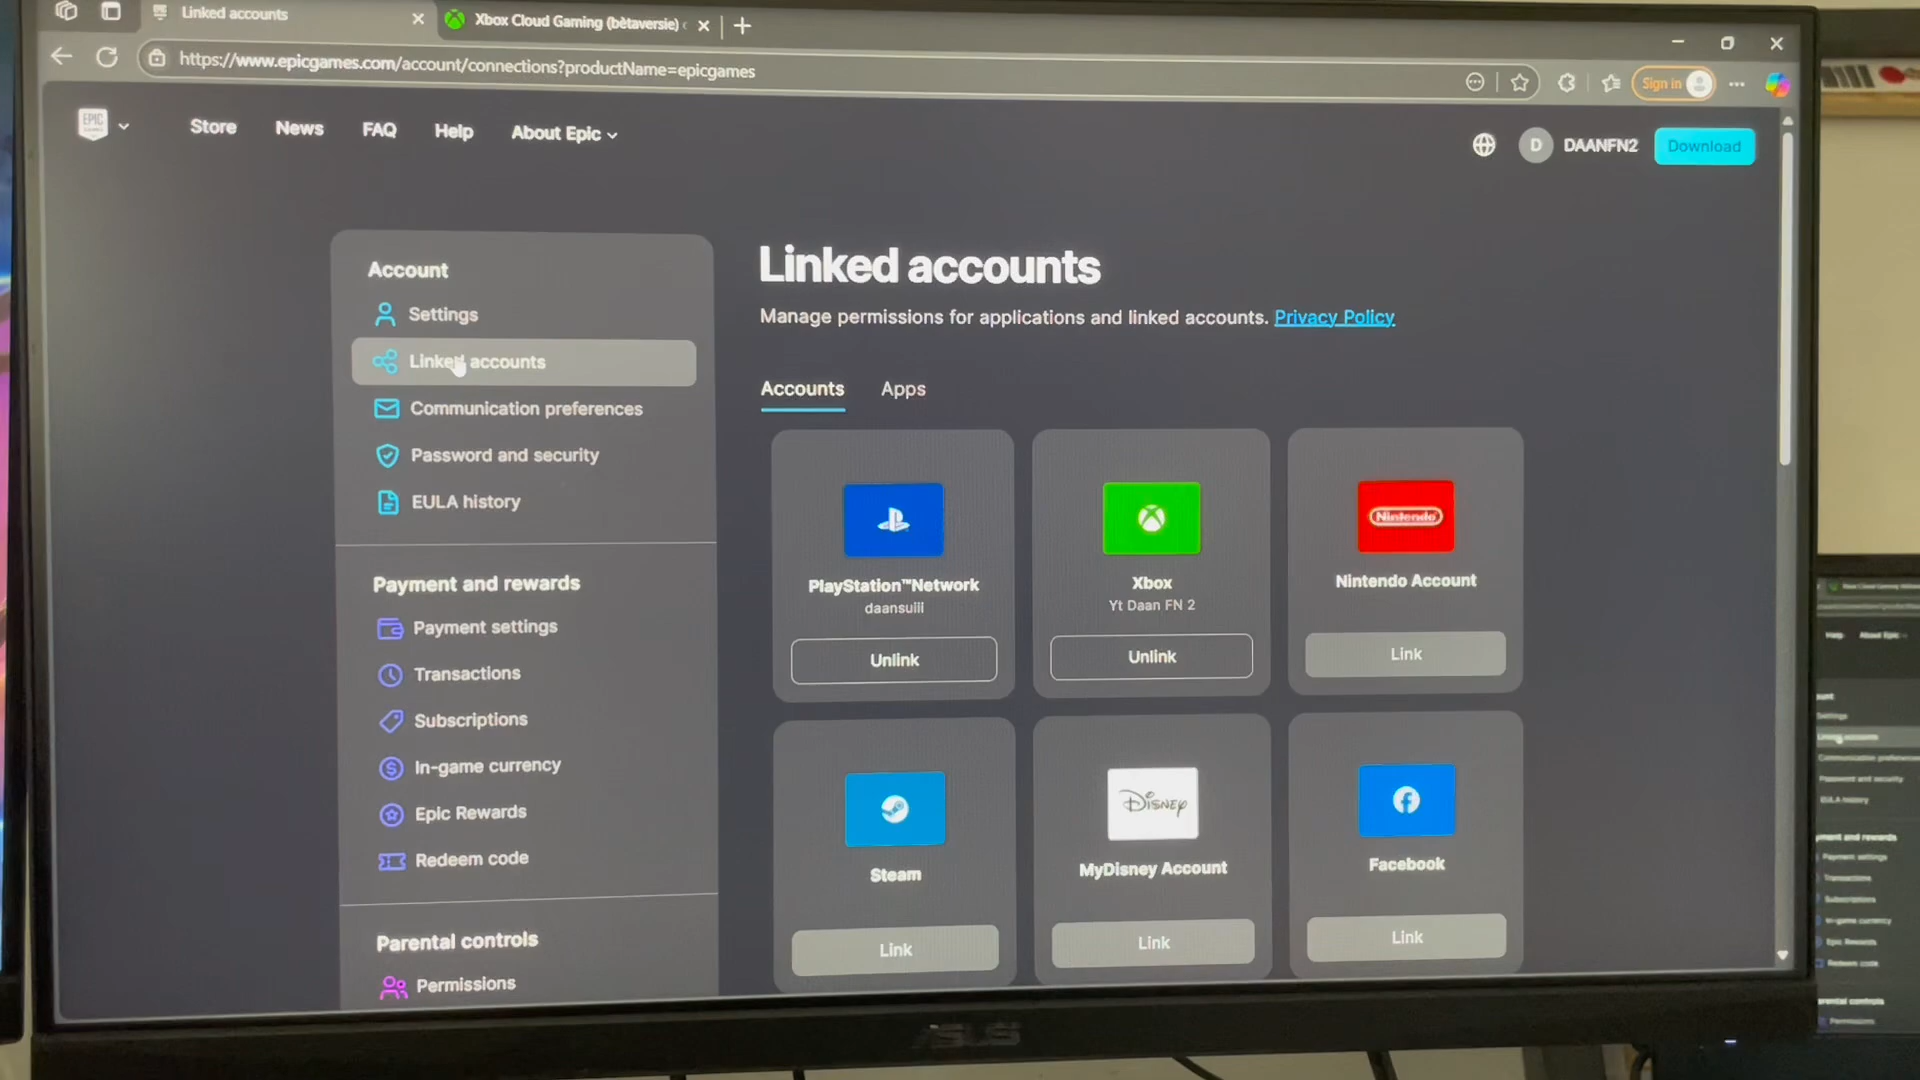 Linked accounts
Xbox Cloud Gaming (bètaversie)
https://www.epicgames.com/account/connections?productName=epicgames
Sign in
EPIC GAMES
Store
News
FAQ
Help
About Epic
D
DAANFN2
Download
Account
Settings
Linked accounts
Communication preferences
Password and security
EULA history
Payment and rewards
Payment settings
Transactions
Subscriptions
In-game currency
Epic Rewards
Redeem code
Parental controls
Permissions
Linked accounts
Manage permissions for applications and linked accounts. Privacy Policy
Accounts
Apps
PlayStation™Network
daansuiii
Unlink
Xbox
Yt Daan FN 2
Unlink
Nintendo
Nintendo Account
Link
Steam
Link
Disney
MyDisney Account
Link
Facebook
Link
ASUS